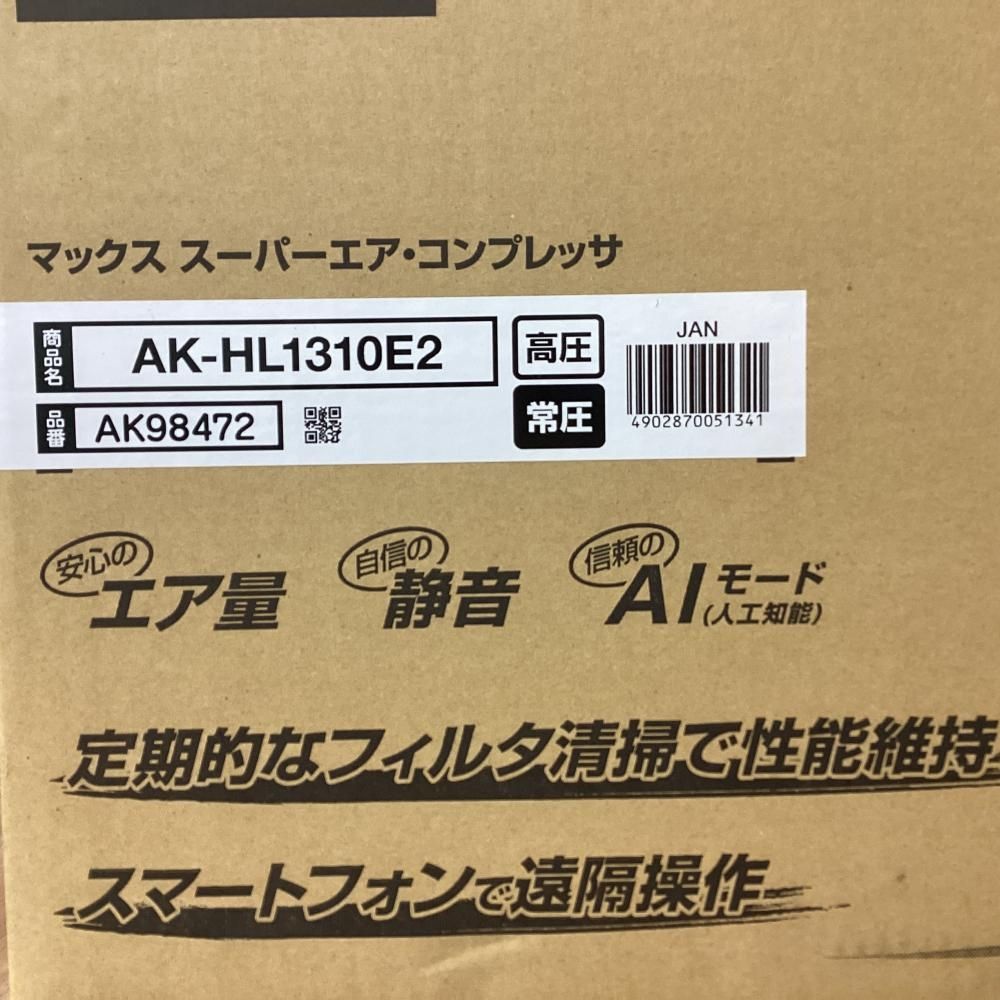 マックス スーパーエア・コンプレッサ
商品名 AK-HL1310E2
高圧
JAN
品番 AK98472
常圧
4902870051341
安心の
エア量
自信の
静音
信頼の
AIモード
(人工知能)
定期的なフィルタ清掃で性能維持
スマートフォンで遠隔操作